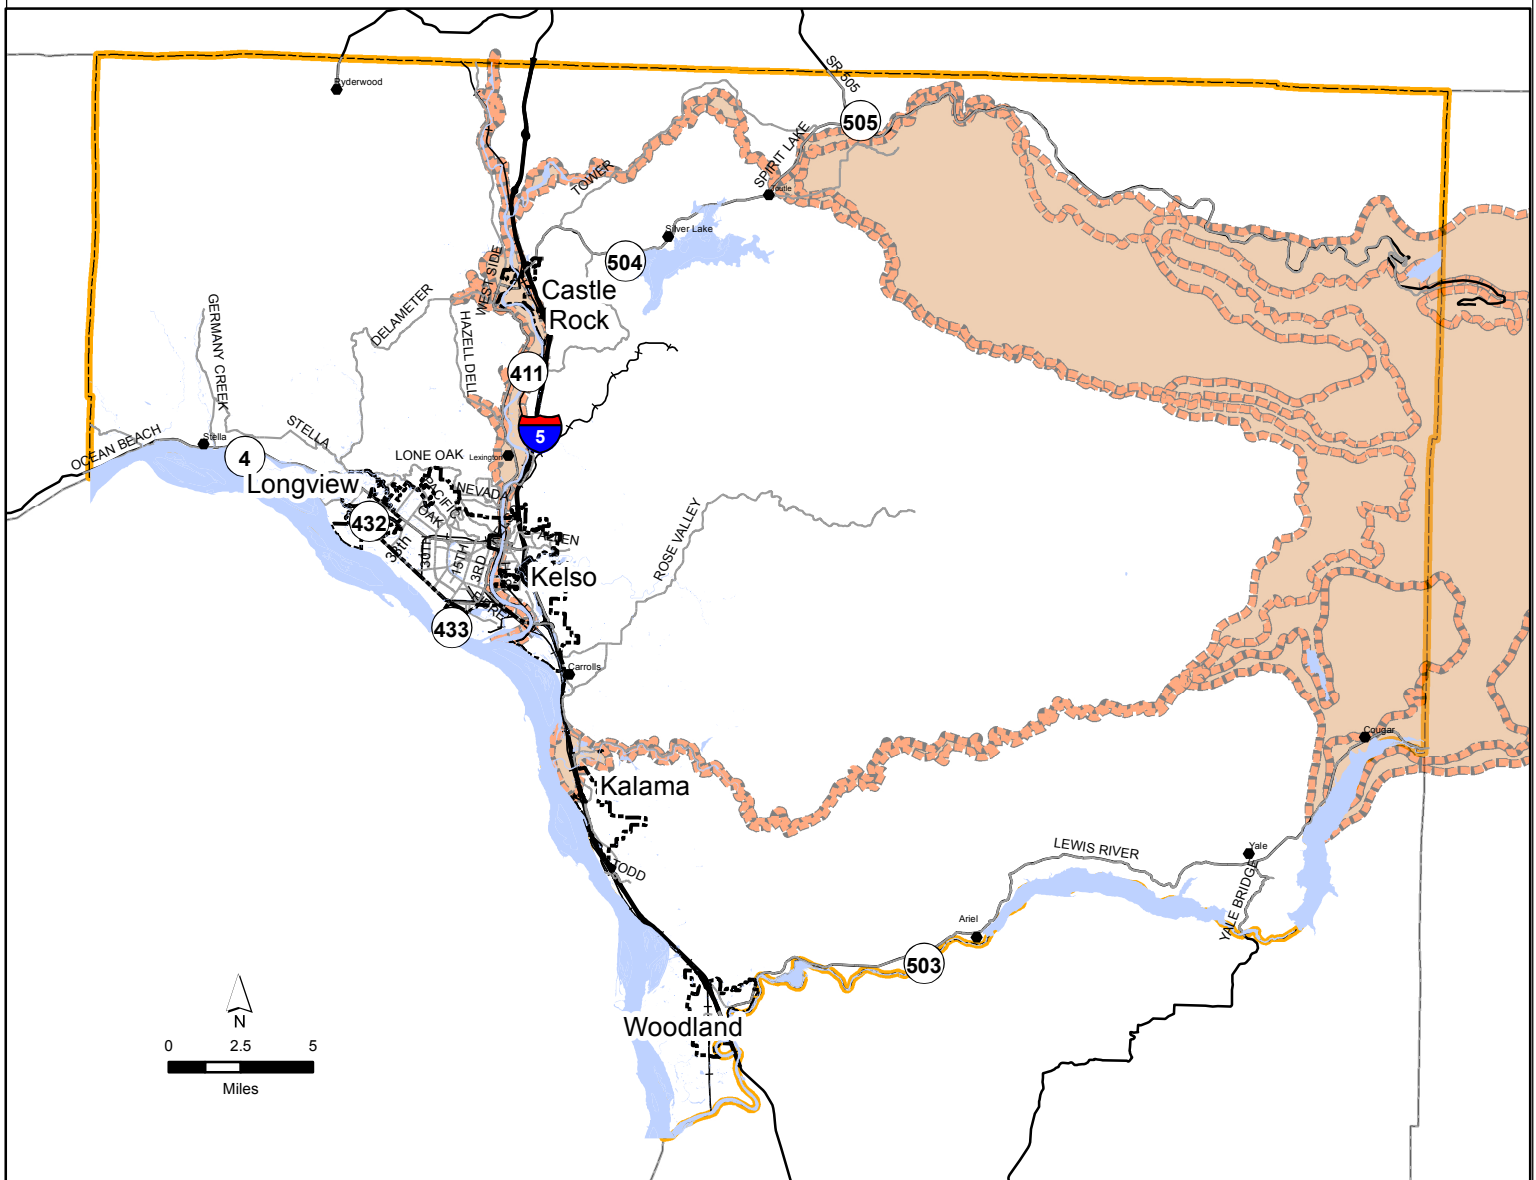 Ryderwood
SR 505
505
SPIRIT LAKE
TOWER
Toutle
Silver Lake
504
WEST SIDE
Castle
Rock
DELAMETER
GERMANY CREEK
HAZELL DELL
411
5
STELLA
OCEAN BEACH
Stella
4
LONE OAK
Lexington
Longview
PACIFIC
NEVADA
OAK
432
38th
30th
15TH
3RD
ALLEN
ROSE VALLEY
Kelso
433
Carrolls
Cougar
Kalama
TODD
LEWIS RIVER
Yale
YALE BRIDGE
Ariel
503
Woodland
N
0 2.5 5
Miles